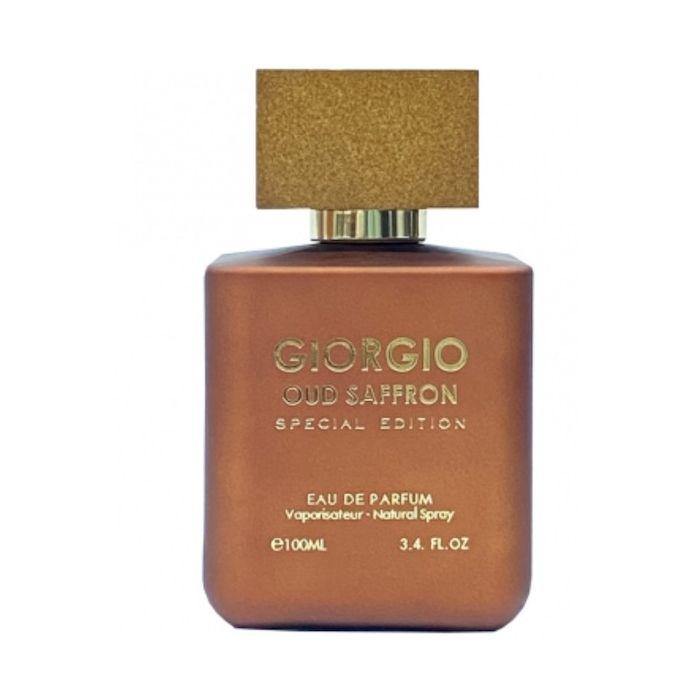 GIORGIO
OUD SAFFRON
SPECIAL EDITION
EAU DE PARFUM
Vaporisateur - Natural Spray
℮100ML 3.4. FL.OZ